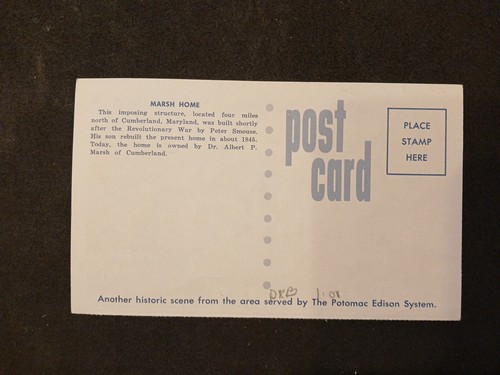 MARSH HOME
This imposing structure, located four miles
north of Cumberland, Maryland, was built shortly
after the Revolutionary War by Peter Smouse.
His son rebuilt the present home in about 1845.
Today, the home is owned by Dr. Albert P.
Marsh of Cumberland.
post
card
PLACE
STAMP
HERE
Another historic scene from the area served by The Potomac Edison System.